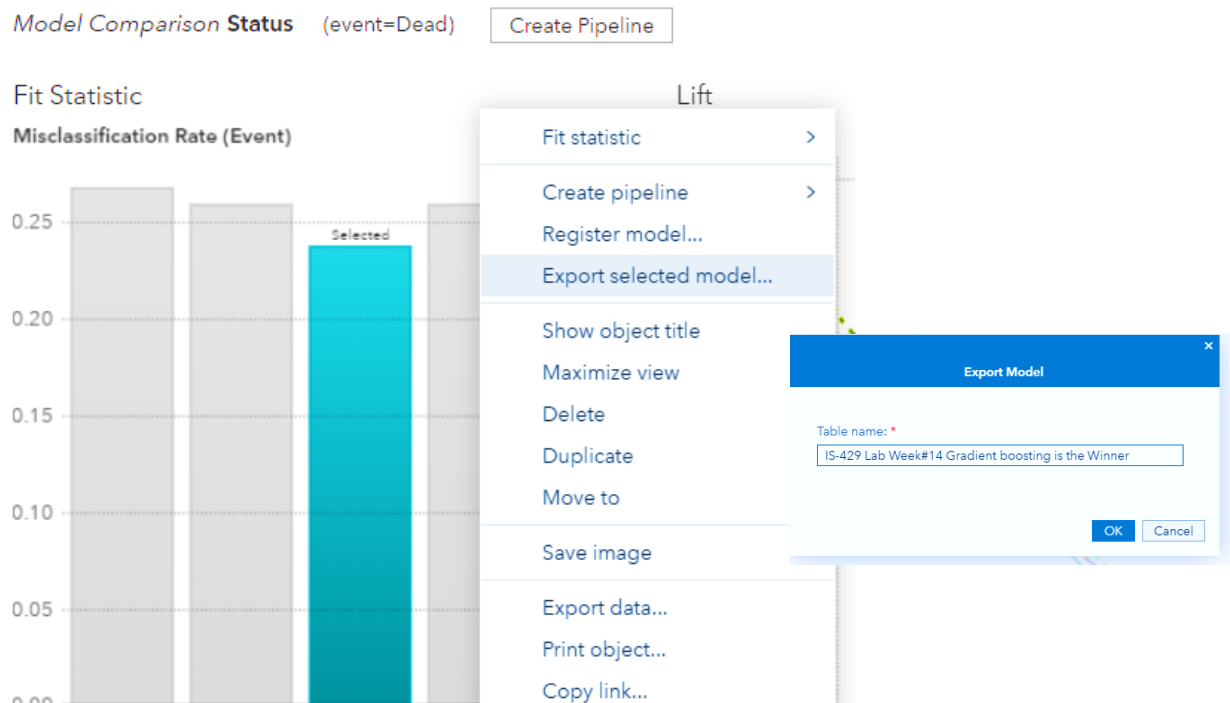 Model Comparison Status (event=Dead) Create Pipeline
Fit Statistic
Lift
Misclassification Rate (Event)
0.25
0.20
0.15
0.10
0.05
0.00
Selected
Fit statistic
Create pipeline
Register model...
Export selected model...
Show object title
Maximize view
Delete
Duplicate
Move to
Save image
Export data...
Print object...
Copy link...
Export Model
Table name: *
IS-429 Lab Week#14 Gradient boosting is the Winner
OK Cancel